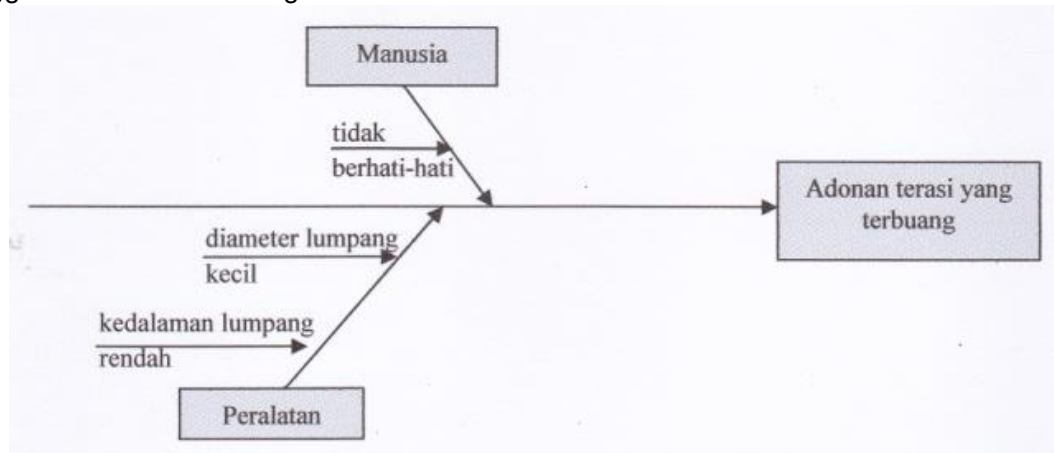 Manusia
tidak
berhati-hati
Adonan terasi yang
terbuang
diameter lumpang
kecil
kedalaman lumpang
rendah
Peralatan